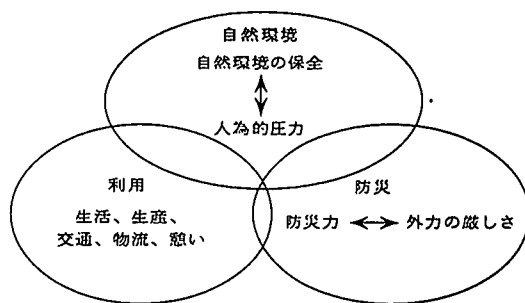 自然環境
自然環境の保全
人為的圧力
利用
生活、生産、
交通、物流、憩い
防災
防災力 外力の厳しさ